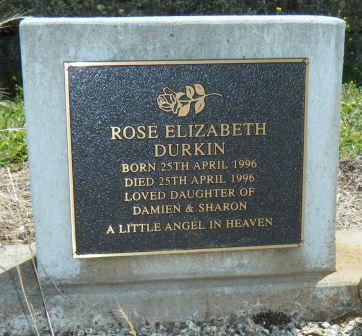 ROSE ELIZABETH
DURKIN
BORN 25TH APRIL 1996
DIED 25TH APRIL 1996
LOVED DAUGHTER OF
DAMIEN & SHARON
A LITTLE ANGEL IN HEAVEN